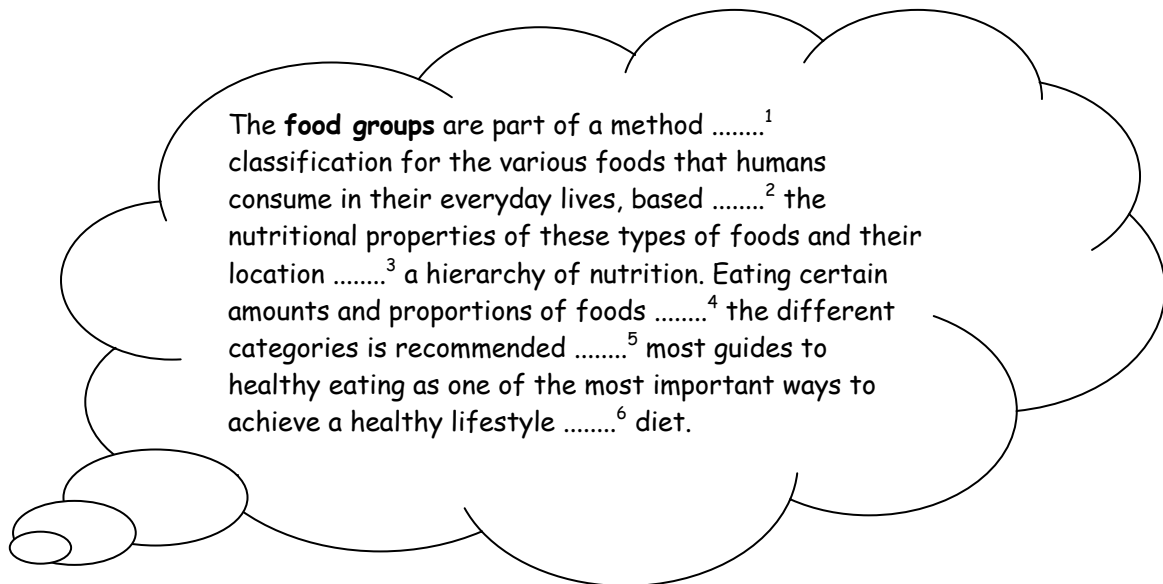 The food groups are part of a method ........1
classification for the various foods that humans
consume in their everyday lives, based ........2 the
nutritional properties of these types of foods and their
location ........3 a hierarchy of nutrition. Eating certain
amounts and proportions of foods ........4 the different
categories is recommended ........5 most guides to
healthy eating as one of the most important ways to
achieve a healthy lifestyle ........6 diet.